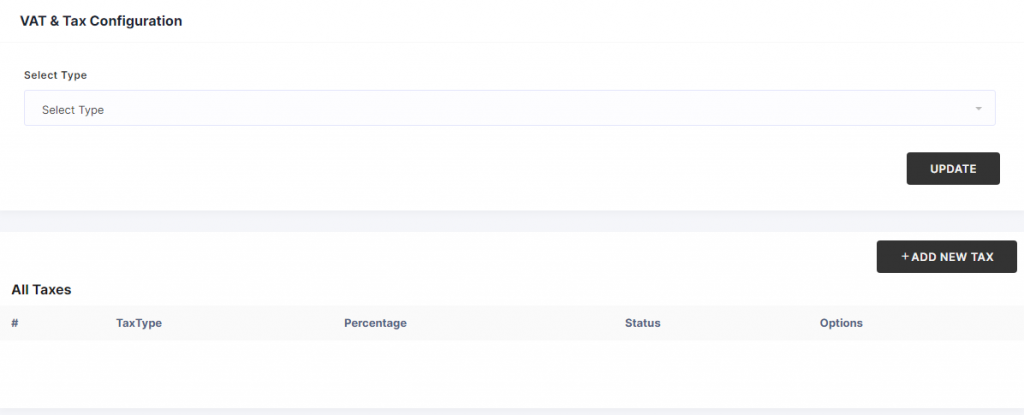 VAT & Tax Configuration
Select Type
Select Type
UPDATE
+ ADD NEW TAX
All Taxes
# TaxType Percentage Status Options